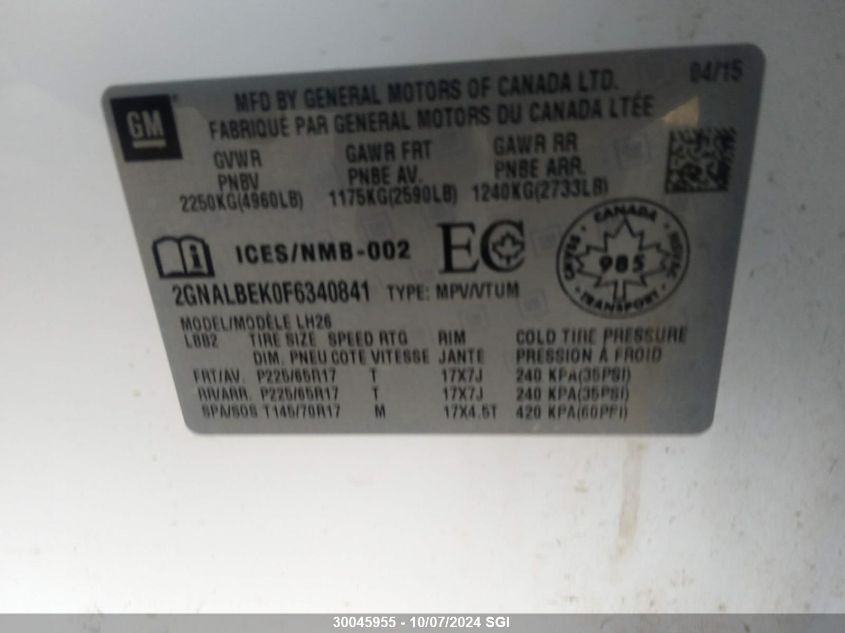 GM
MFD BY GENERAL MOTORS OF CANADA LTD. 04/15
FABRIQUÉ PAR GENERAL MOTORS DU CANADA LTÉE
GVWR GAWR FRT GAWR RR
PNBV PNBE AV. PNBE ARR.
2250KG(4960LB) 1175KG(2590LB) 1240KG(2733LB)
ICES/NMB-002 EC
CANADA
985
TRANSPORT
2GNALBEK0F6340841 TYPE: MPV/VTUM
MODEL/MODÈLE LH26
LBB2 TIRE SIZE SPEED RTG RIM COLD TIRE PRESSURE
DIM. PNEU COTE VITESSE JANTE PRESSION À FROID
FRT/AV. P225/65R17 T 17X7J 240 KPA(35PSI)
RR/ARR. P225/65R17 T 17X7J 240 KPA(35PSI)
SPA/SOS T145/70R17 M 17X4.5T 420 KPA(60PSI)
30045955 - 10/07/2024 SGI